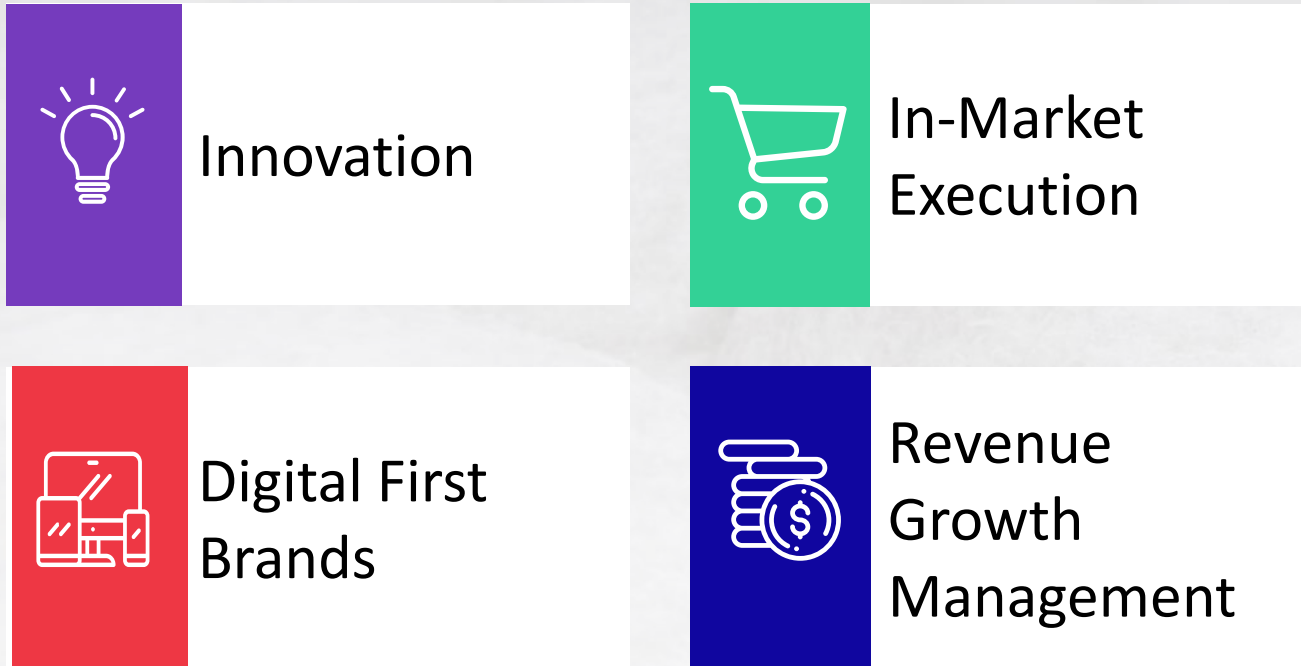 Innovation
In-Market
Execution
Digital First
Brands
Revenue
Growth
Management
$